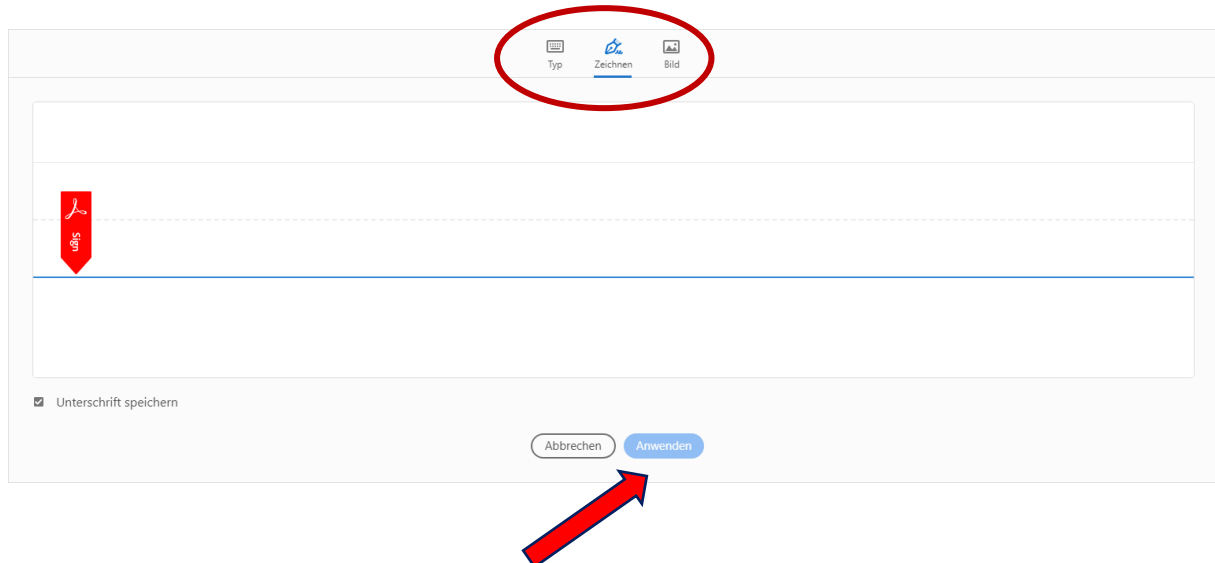 Typ Zeichnen Bild
Sign
Unterschrift speichern
Abbrechen Anwenden